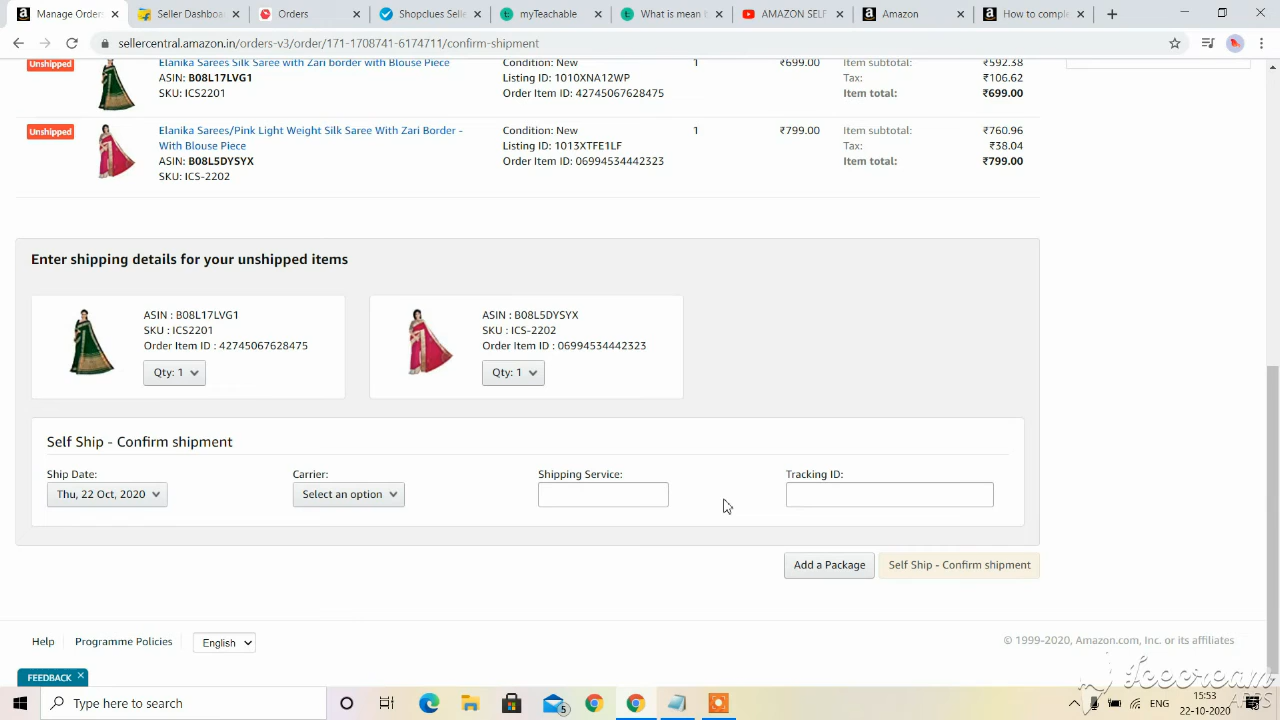 Manage Orders
Seller Dashboa
Orders
Shopclues Selle
myTeachable
What is mean b
AMAZON SELL
Amazon
How to comple
sellercentral.amazon.in/orders-v3/order/171-1708741-6174711/confirm-shipment
Unshipped
Elanika Sarees Silk Saree with Zari border with Blouse Piece
ASIN: B08L17LVG1
SKU: ICS2201
Condition: New
Listing ID: 1010XNA12WP
Order Item ID: 42745067628475
1
₹699.00
Item subtotal: ₹592.38
Tax: ₹106.62
Item total: ₹699.00
Unshipped
Elanika Sarees/Pink Light Weight Silk Saree With Zari Border -
With Blouse Piece
ASIN: B08L5DYSYX
SKU: ICS-2202
Condition: New
Listing ID: 1013XTFE1LF
Order Item ID: 06994534442323
1
₹799.00
Item subtotal: ₹760.96
Tax: ₹38.04
Item total: ₹799.00
Enter shipping details for your unshipped items
ASIN : B08L17LVG1
SKU : ICS2201
Order Item ID : 42745067628475
Qty: 1
ASIN : B08L5DYSYX
SKU : ICS-2202
Order Item ID : 06994534442323
Qty: 1
Self Ship - Confirm shipment
Ship Date: Carrier: Shipping Service: Tracking ID:
Thu, 22 Oct, 2020 Select an option
Add a Package Self Ship - Confirm shipment
Help Programme Policies English
© 1999-2020, Amazon.com, Inc. or its affiliates
FEEDBACK
Icecream
APPS
Type here to search
5
ENG
15:53
22-10-2020